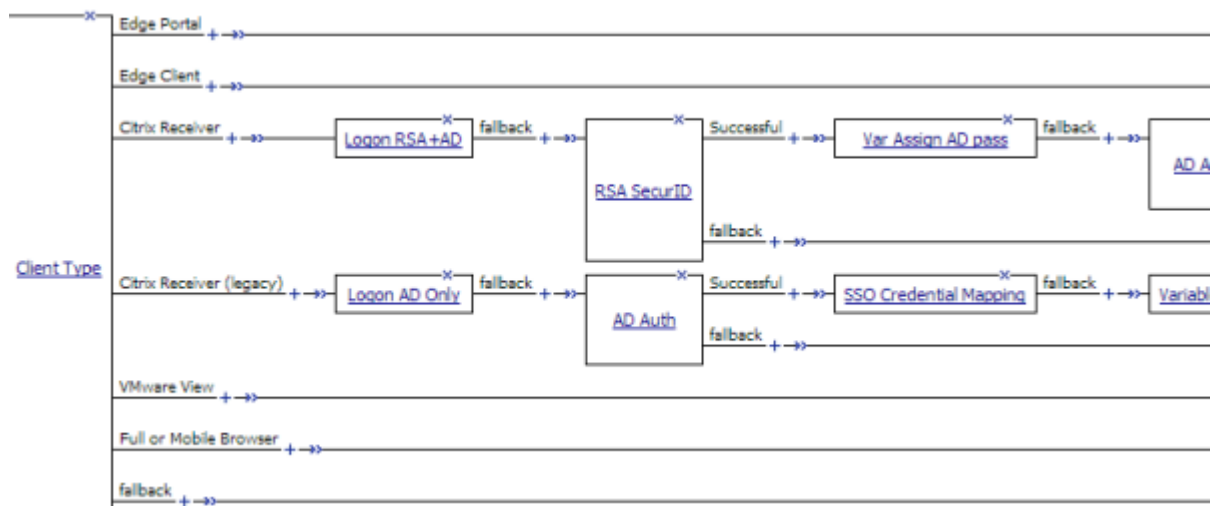 Edge Portal
Edge Client
Citrix Receiver
Logon RSA+AD
fallback
RSA SecurID
Successful
Var Assign AD pass
fallback
AD A
fallback
Client Type
Citrix Receiver (legacy)
Logon AD Only
fallback
AD Auth
Successful
SSO Credential Mapping
fallback
Variabl
fallback
VMware View
Full or Mobile Browser
fallback